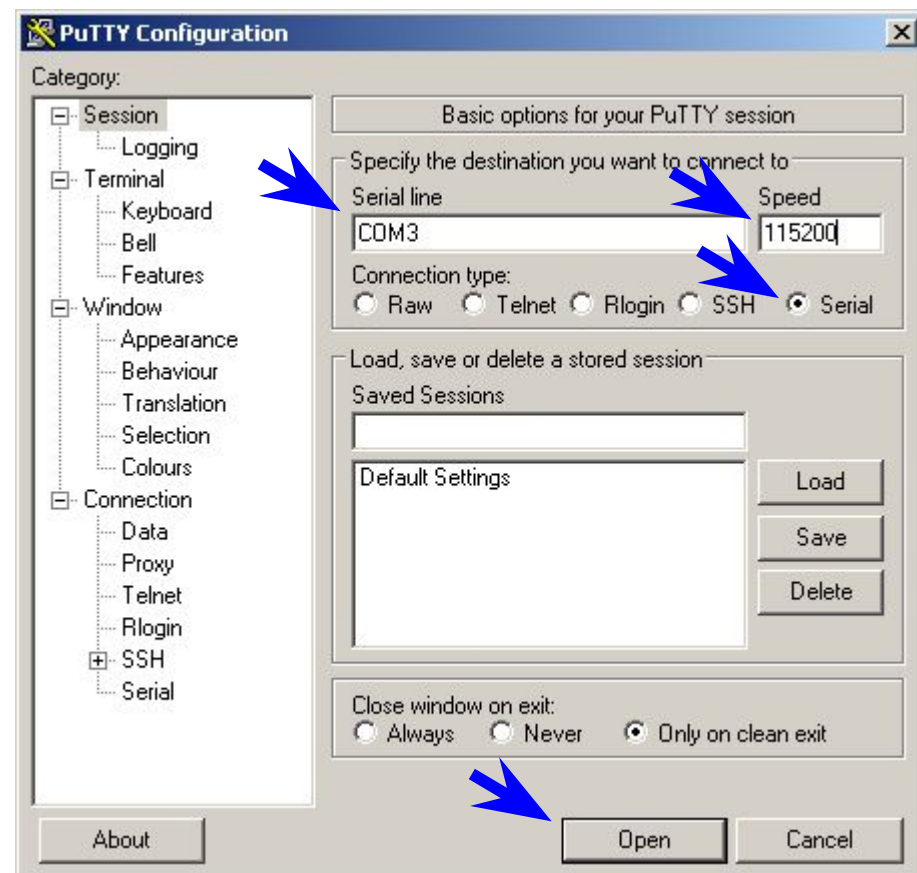 PuTTY Configuration
Category:
Session
Logging
Terminal
Keyboard
Bell
Features
Window
Appearance
Behaviour
Translation
Selection
Colours
Connection
Data
Proxy
Telnet
Rlogin
SSH
Serial
Basic options for your PuTTY session
Specify the destination you want to connect to
Serial line Speed
COM3 115200
Connection type:
Raw Telnet Rlogin SSH Serial
Load, save or delete a stored session
Saved Sessions
Default Settings
Load
Save
Delete
Close window on exit:
Always Never Only on clean exit
About Open Cancel